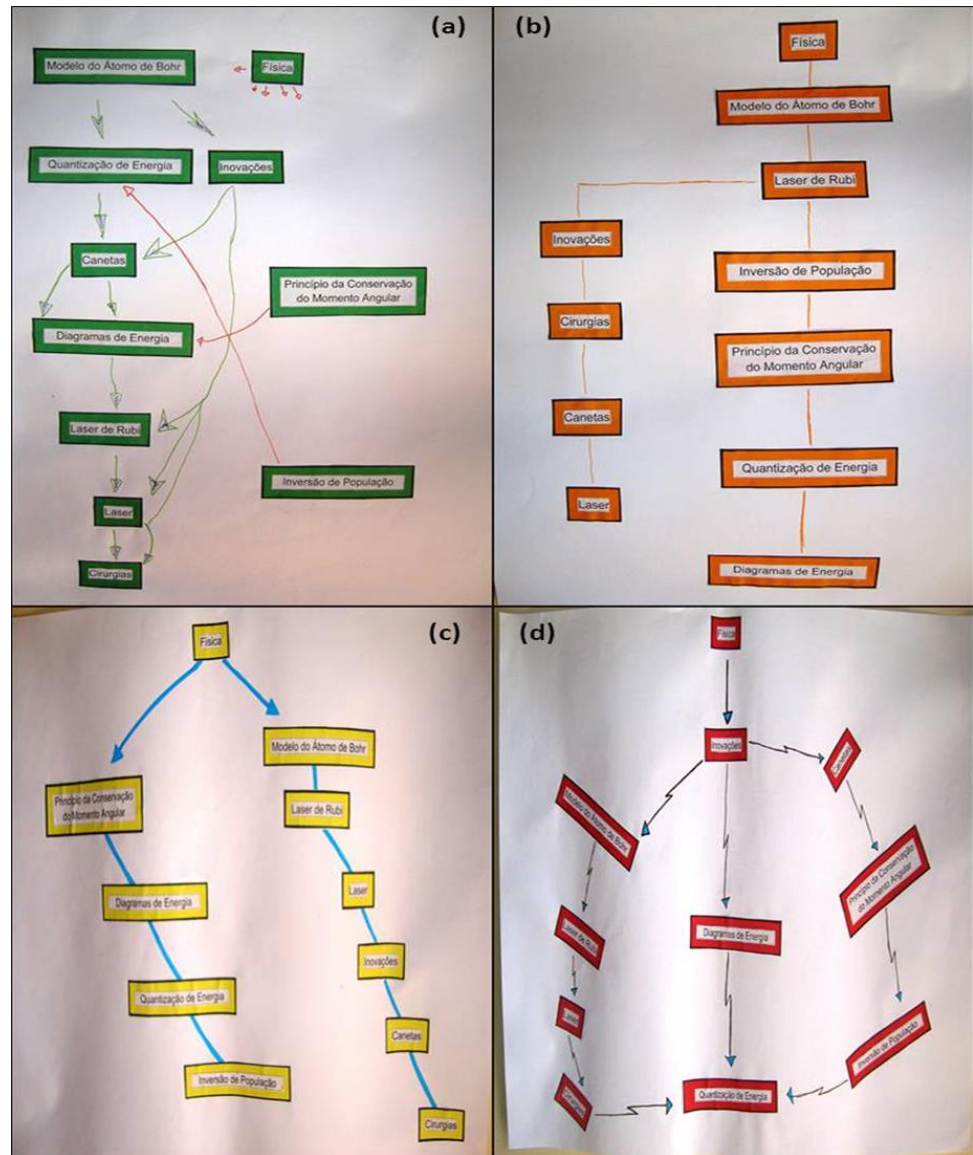 (a)
Modelo do Átomo de Bohr
Física
Quantização de Energia
Inovações
Canetas
Princípio da Conservação
do Momento Angular
Diagramas de Energia
Laser de Rubi
Inversão de População
Laser
Cirurgias
(b)
Física
Modelo do Átomo de Bohr
Laser de Rubi
Inovações
Inversão de População
Cirurgias
Princípio da Conservação
do Momento Angular
Canetas
Quantização de Energia
Laser
Diagramas de Energia
(c)
Física
Modelo do Átomo de Bohr
Princípio da Conservação
do Momento Angular
Laser de Rubi
Laser
Diagramas de Energia
Inovações
Quantização de Energia
Canetas
Inversão de População
Cirurgias
(d)
Física
Inovações
Canetas
Modelo do Átomo de Bohr
Princípio da Conservação
do Momento Angular
Laser de Rubi
Diagramas de Energia
Laser
Inversão de População
Cirurgias
Quantização de Energia